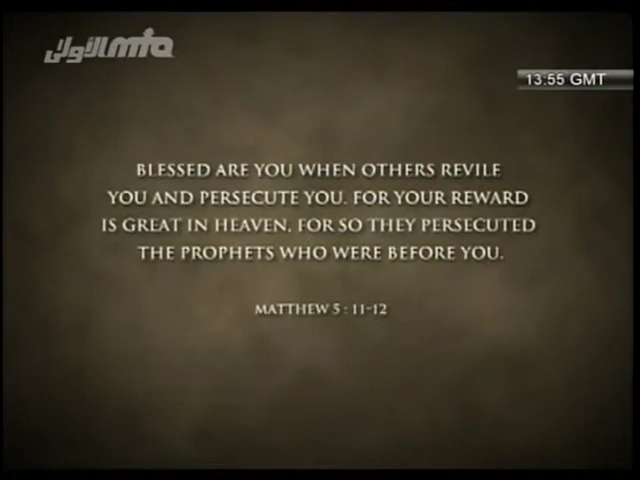 الأولى mta
13:55 GMT
BLESSED ARE YOU WHEN OTHERS REVILE
YOU AND PERSECUTE YOU. FOR YOUR REWARD
IS GREAT IN HEAVEN, FOR SO THEY PERSECUTED
THE PROPHETS WHO WERE BEFORE YOU.
MATTHEW 5 : 11-12